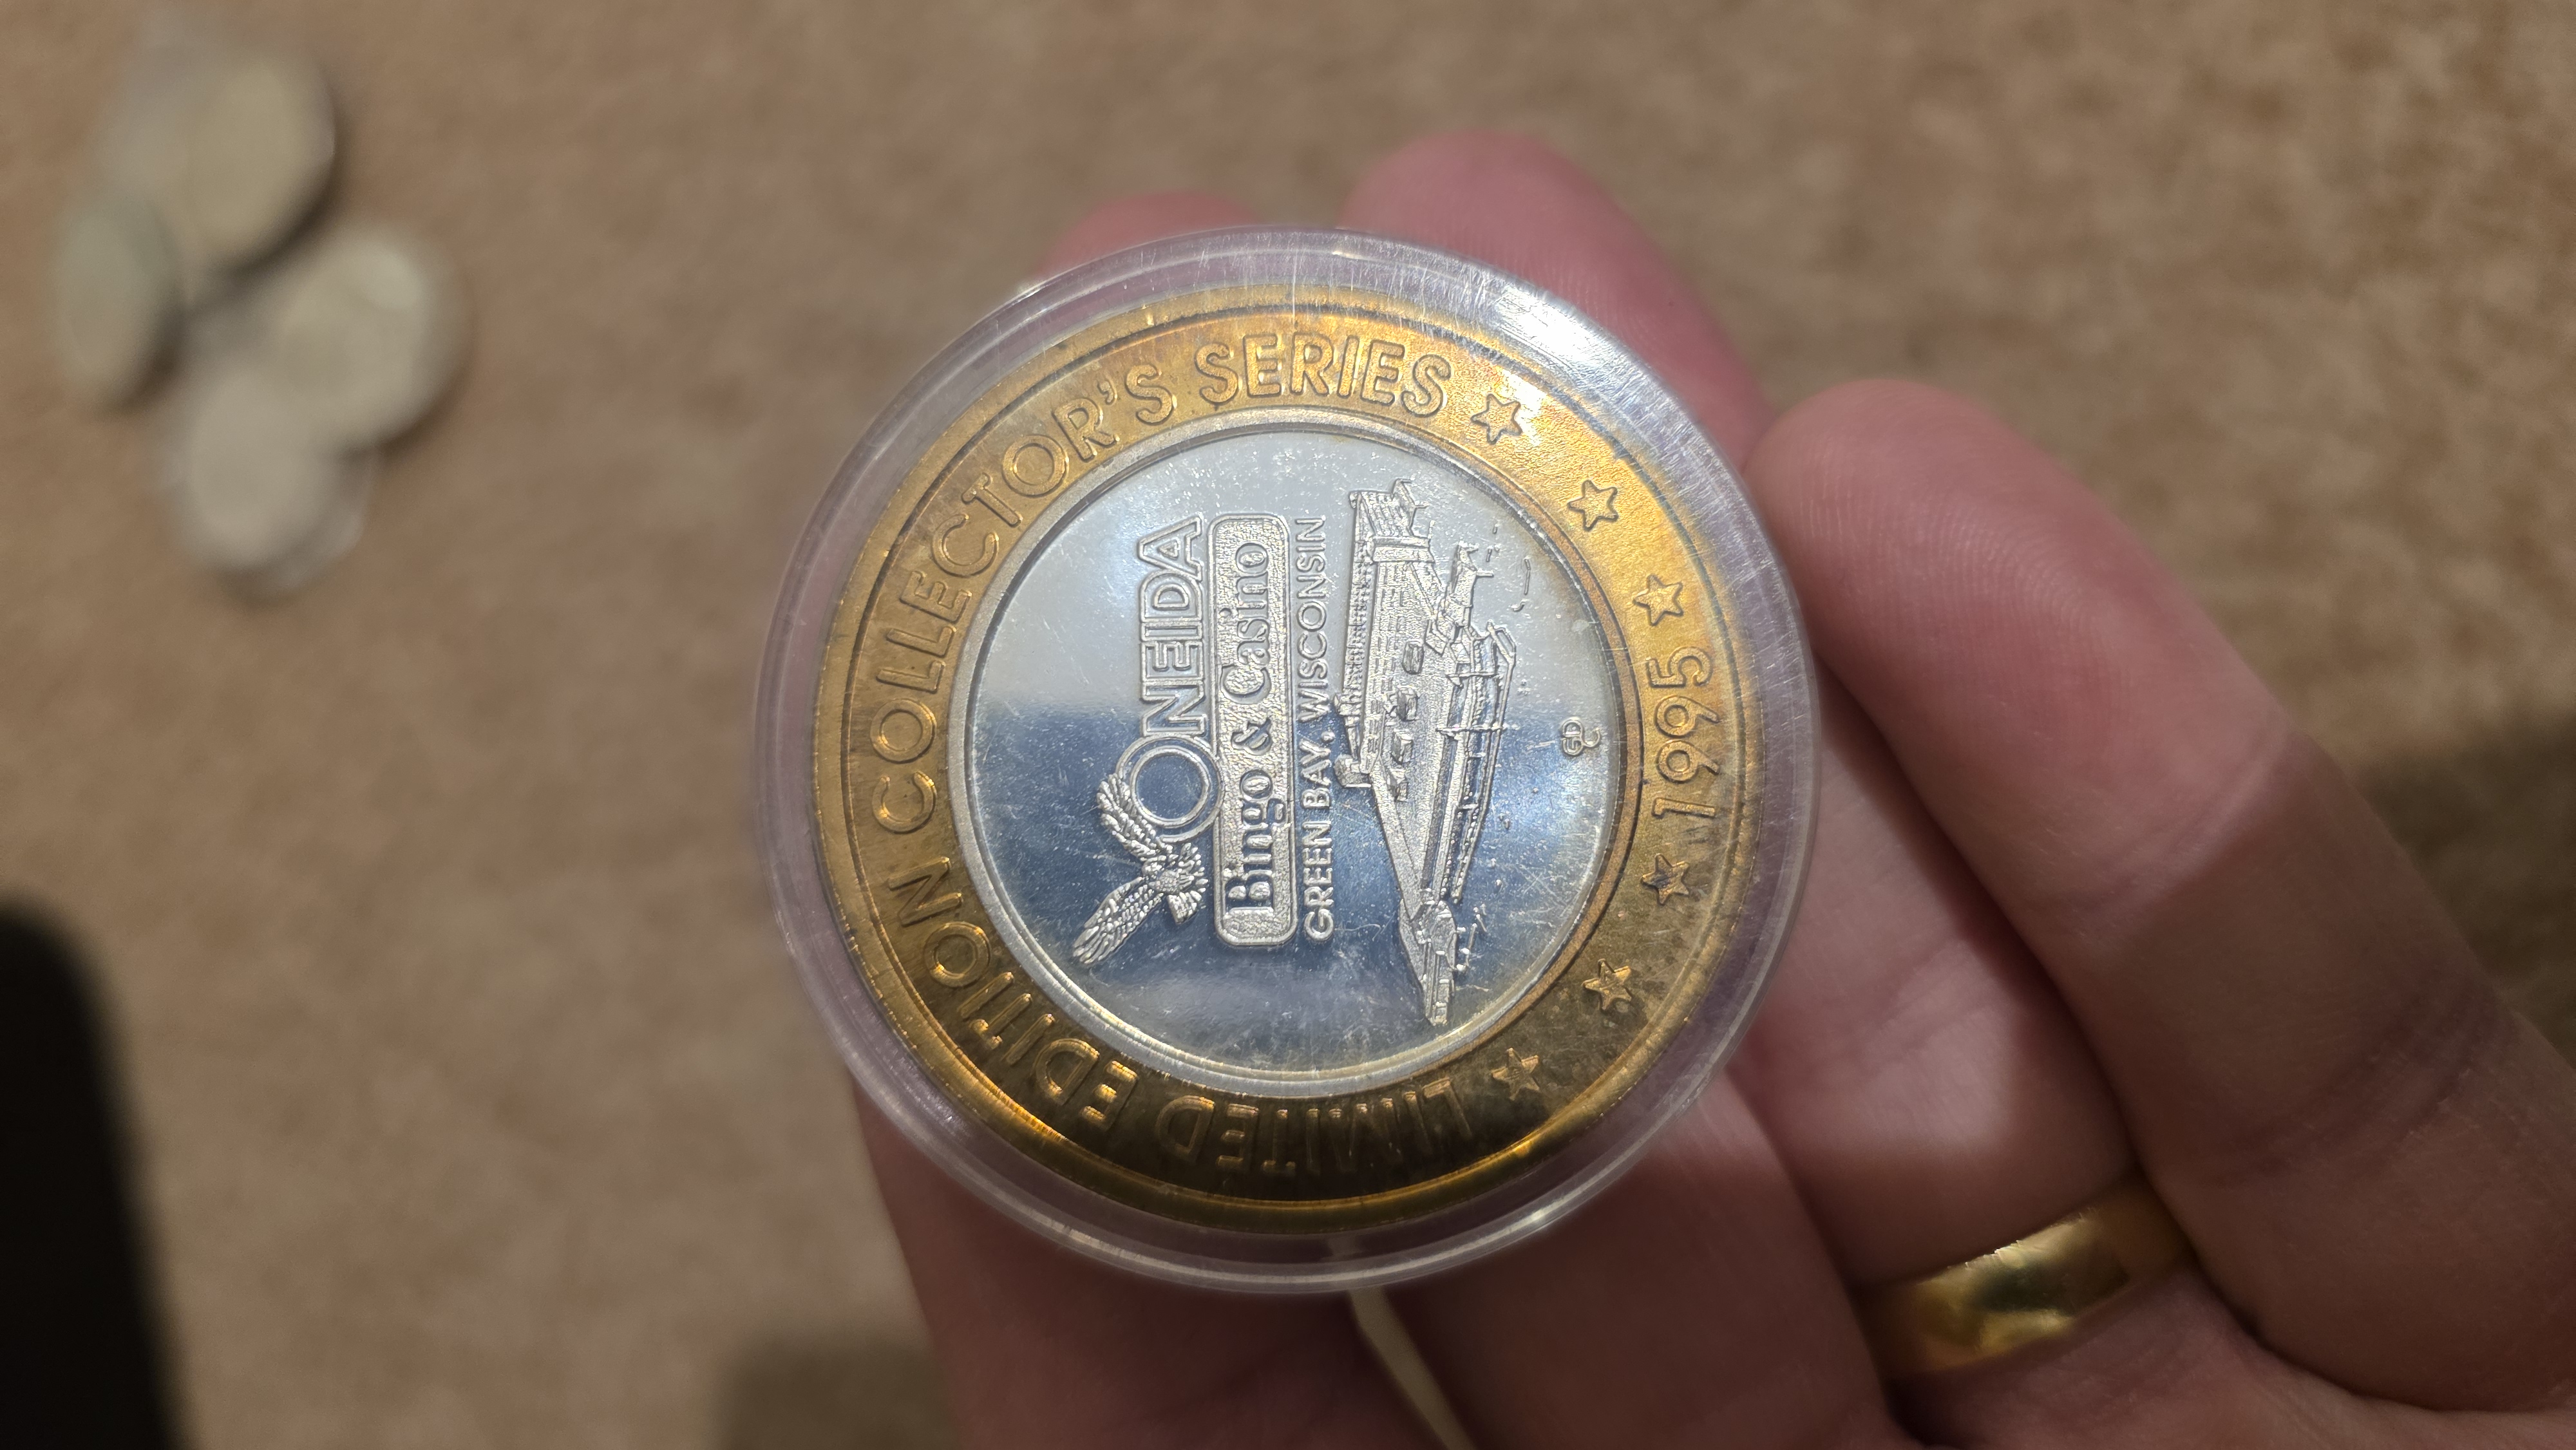 LIMITED EDITION COLLECTOR'S SERIES
ONEIDA
Bingo & Casino
GREEN BAY, WISCONSIN
1995